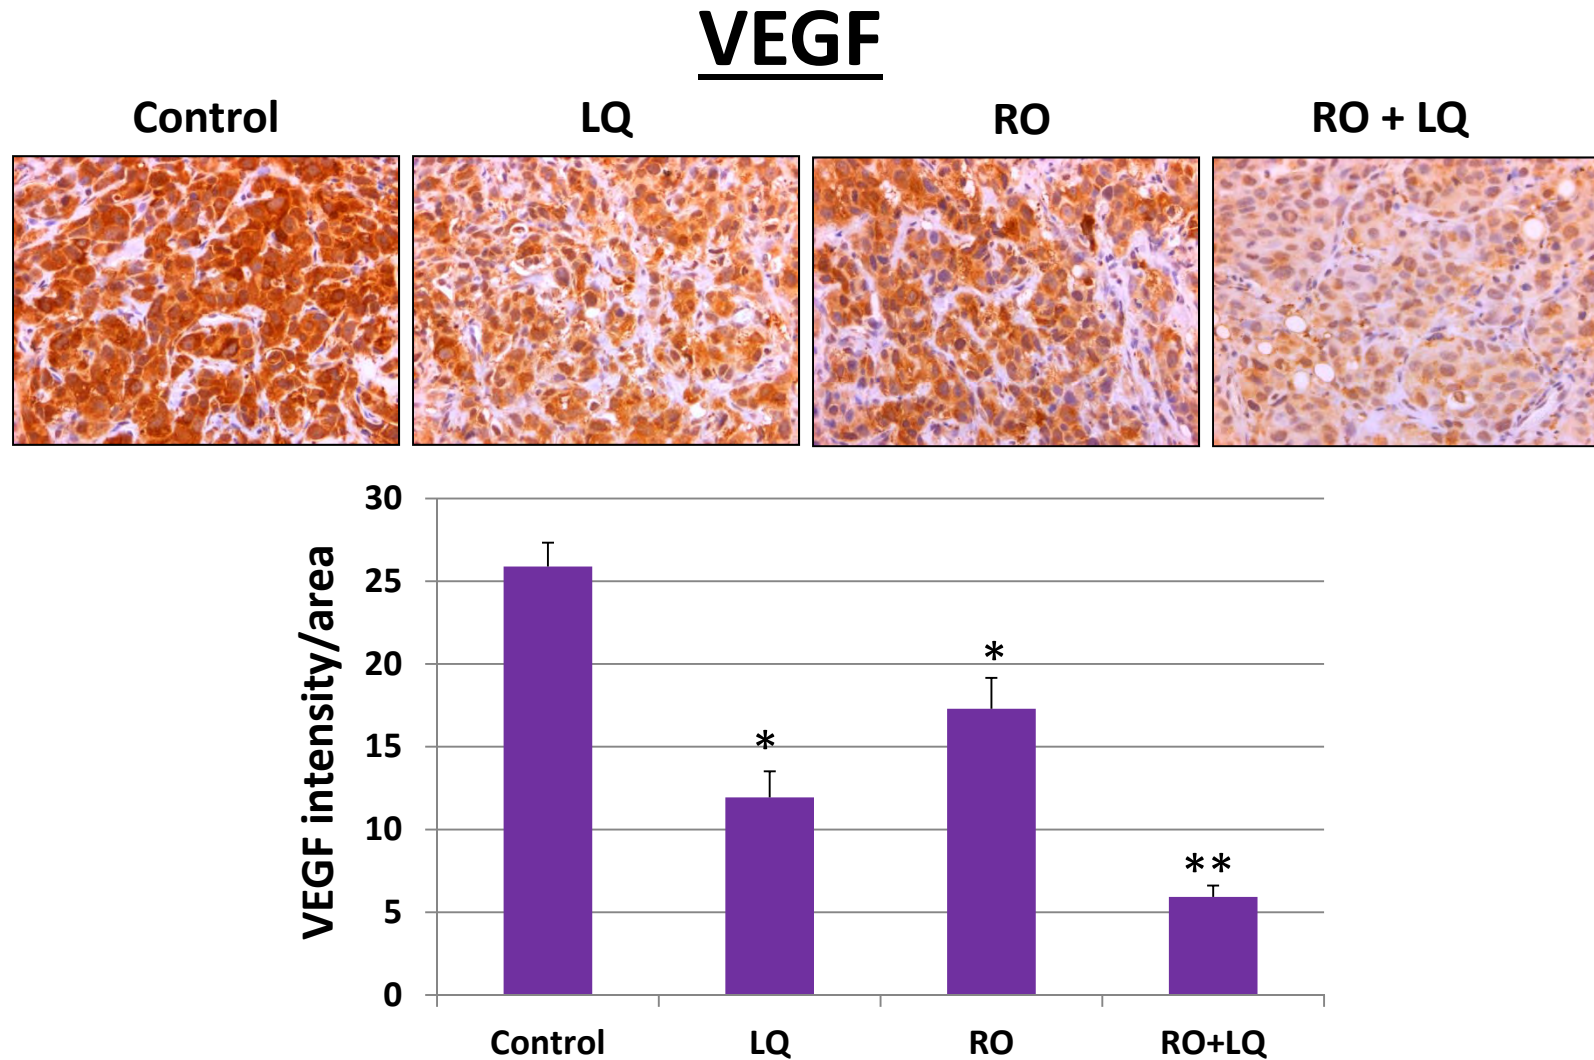 VEGF
Control LQ RO RO + LQ
30
25
20
15
10
5
0
VEGF intensity/area
*
*
**
Control LQ RO RO+LQ